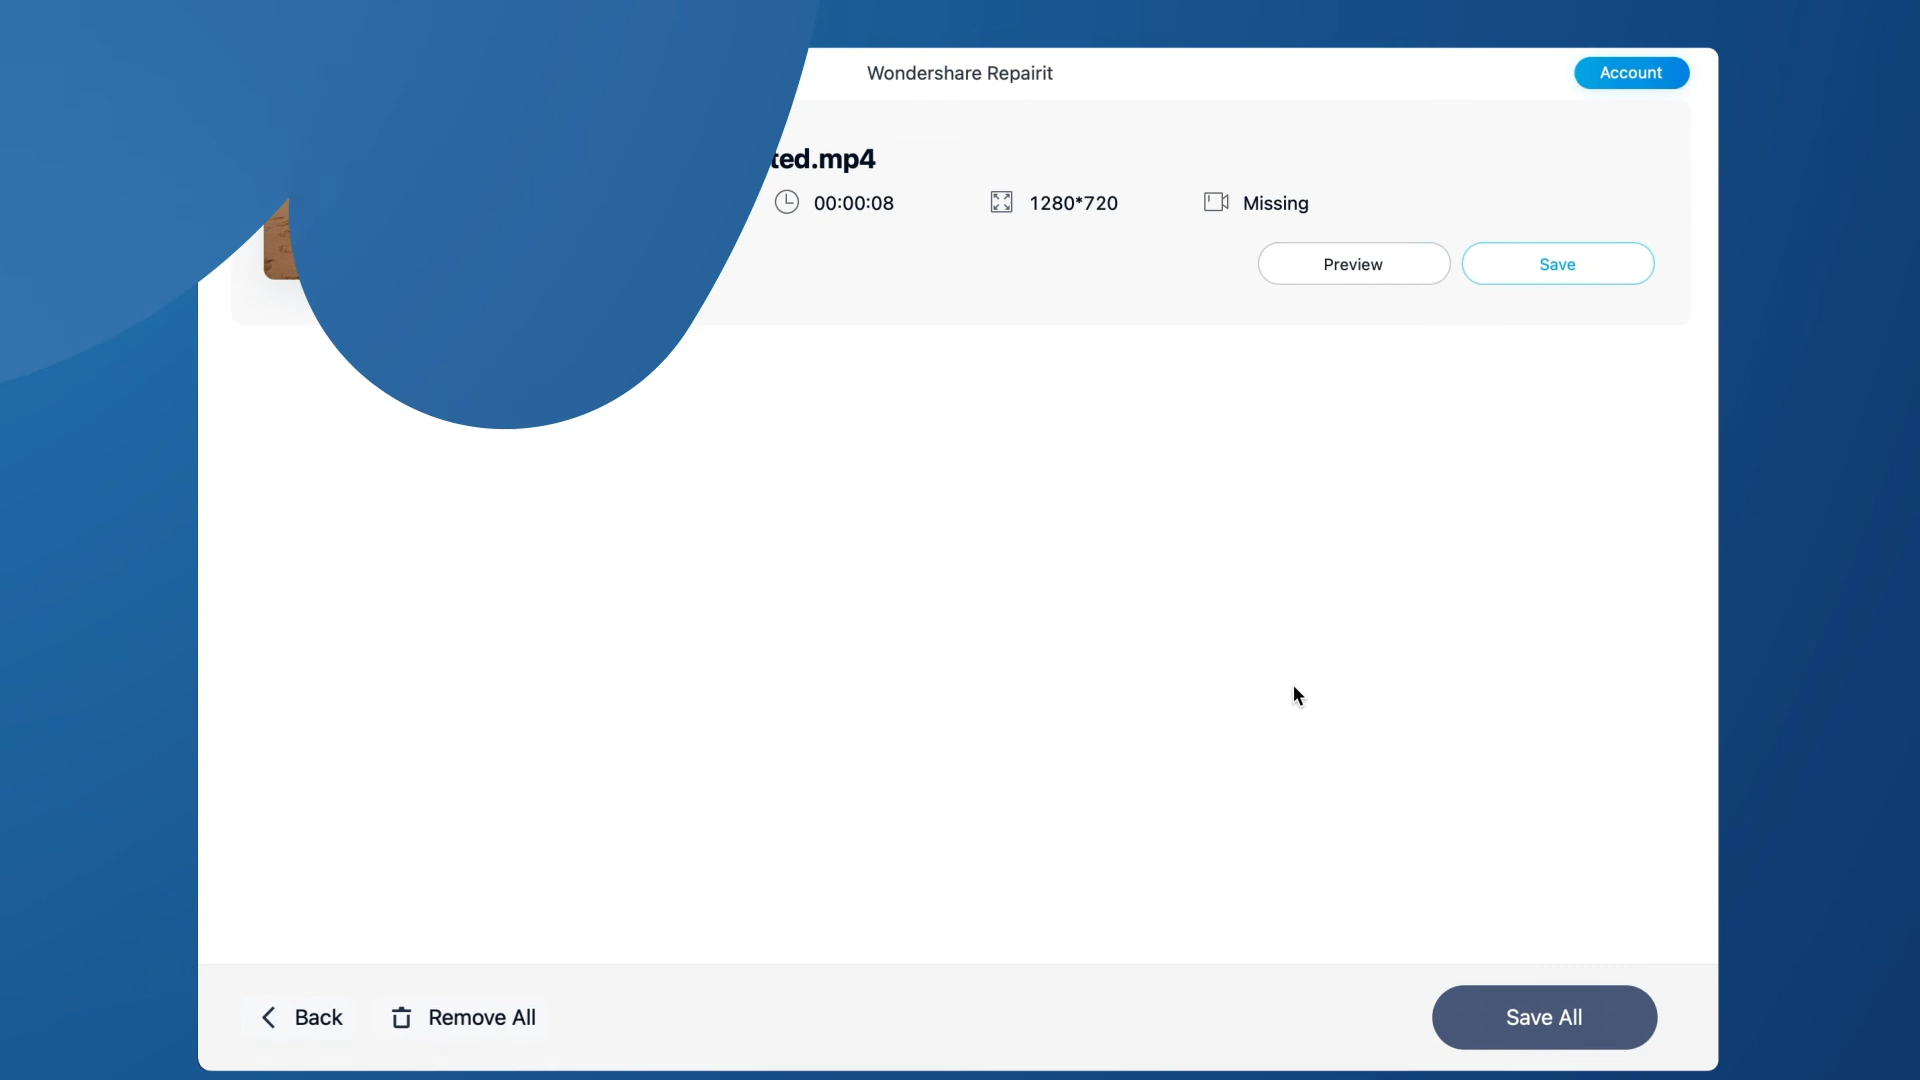 Wondershare Repairit
Account
ted.mp4
00:00:08
1280*720
Missing
Preview
Save
Back
Remove All
Save All